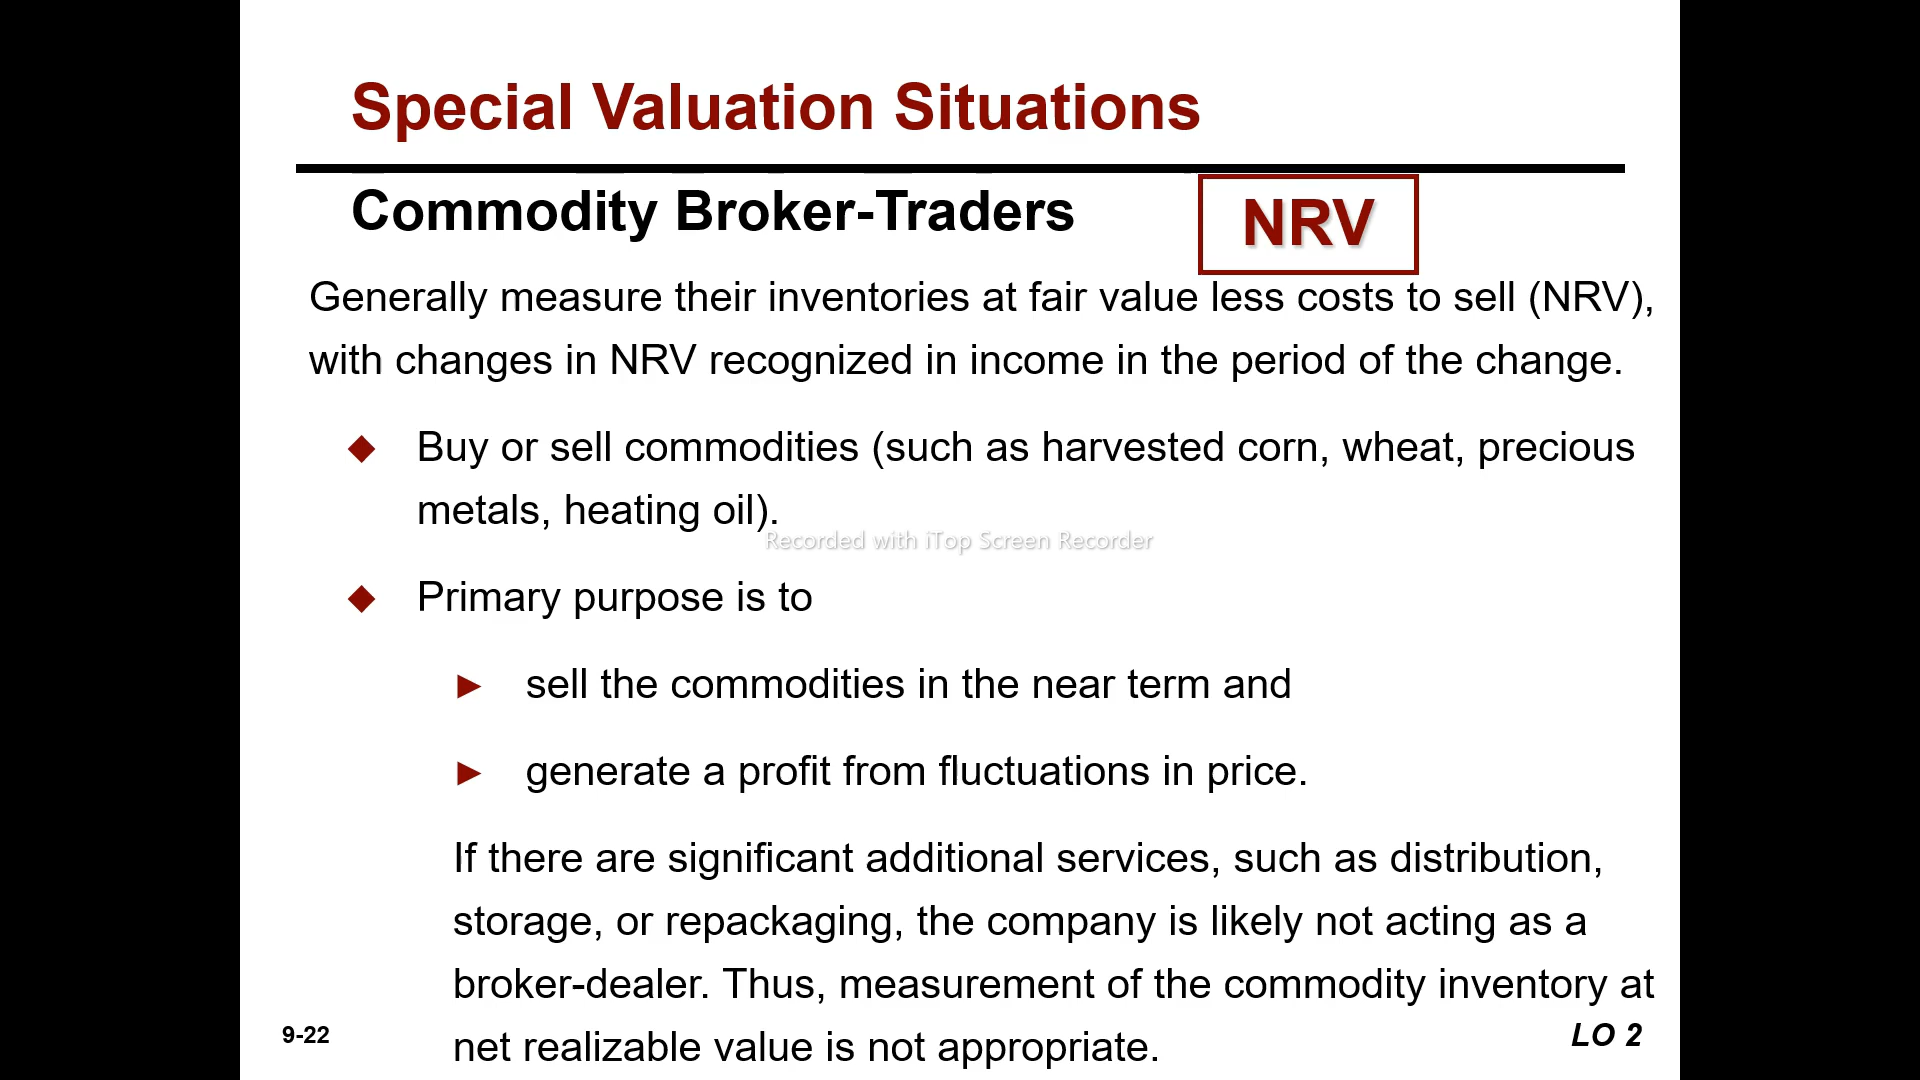 Special Valuation Situations
Commodity Broker-Traders
NRV
Generally measure their inventories at fair value less costs to sell (NRV),
with changes in NRV recognized in income in the period of the change.
Buy or sell commodities (such as harvested corn, wheat, precious
metals, heating oil).
Recorded with iTop Screen Recorder
Primary purpose is to
sell the commodities in the near term and
generate a profit from fluctuations in price.
If there are significant additional services, such as distribution,
storage, or repackaging, the company is likely not acting as a
broker-dealer. Thus, measurement of the commodity inventory at
net realizable value is not appropriate.
9-22
LO 2